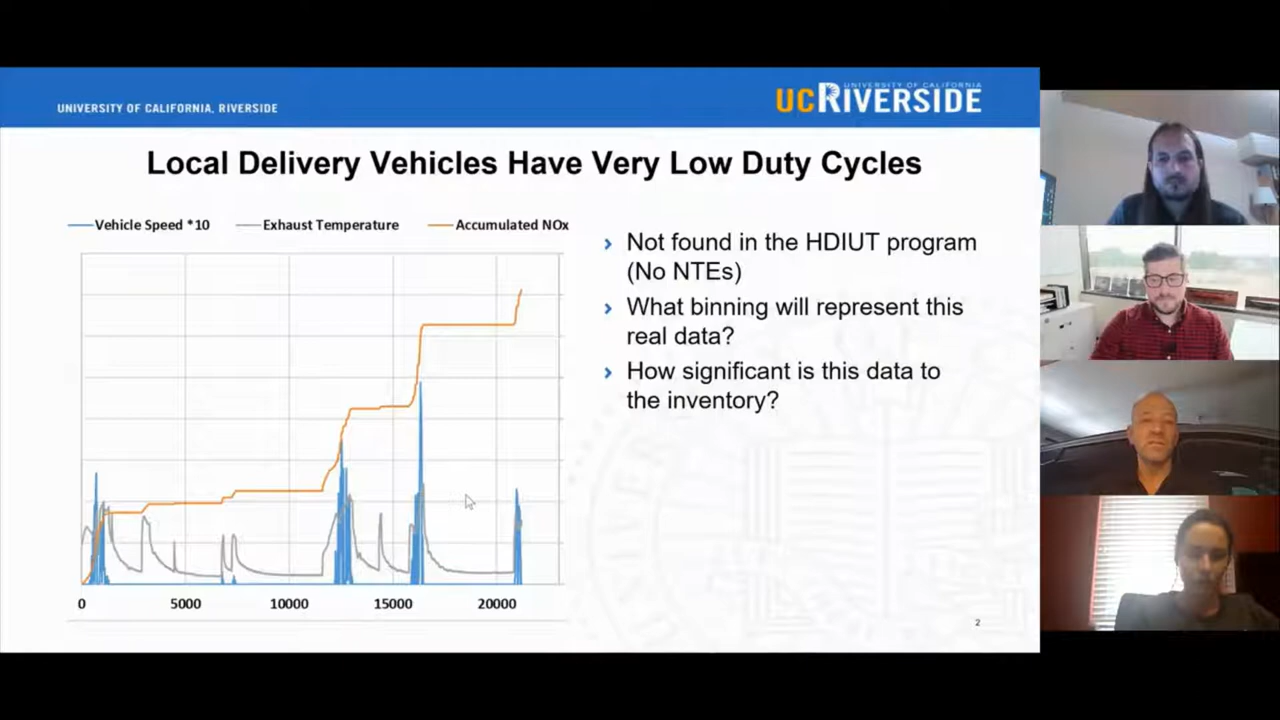 UNIVERSITY OF CALIFORNIA, RIVERSIDE
UNIVERSITY OF CALIFORNIA
UCRIVERSIDE
Local Delivery Vehicles Have Very Low Duty Cycles
Vehicle Speed *10 Exhaust Temperature Accumulated NOx
Not found in the HDIUT program
(No NTEs)
What binning will represent this
real data?
How significant is this data to
the inventory?
0 5000 10000 15000 20000
2